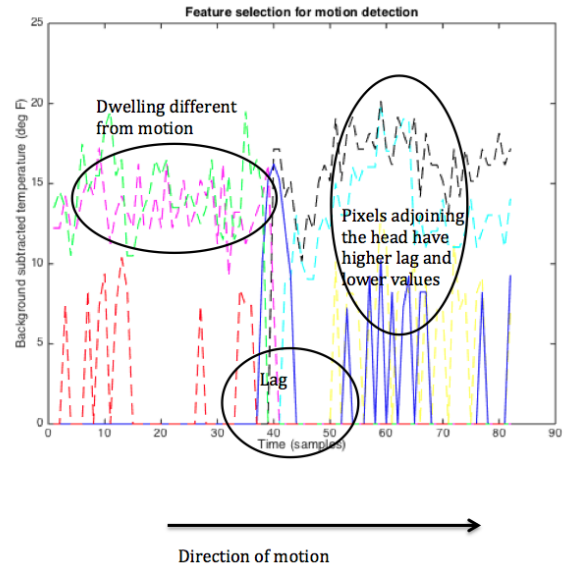 Feature selection for motion detection
Background subtracted temperature (deg F)
25
20
15
10
5
0
Dwelling different
from motion
Pixels adjoining
the head have
higher lag and
lower values
Lag
0 10 20 30 40 50 60 70 80 90
Time (samples)
Direction of motion